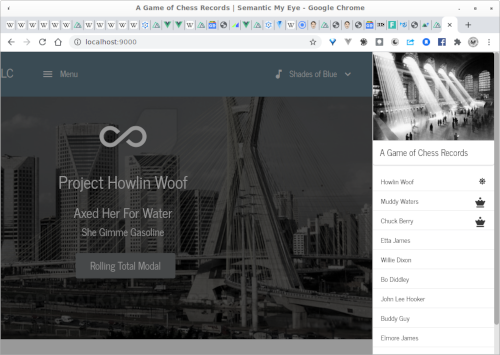 A Game of Chess Records | Semantic My Eye - Google Chrome
localhost:9000
LC
Menu
Shades of Blue
Project Howlin Woof
Axed Her For Water
She Gimme Gasoline
Rolling Total Modal
A Game of Chess Records
Howlin Woof
Muddy Waters
Chuck Berry
Etta James
Willie Dixon
Bo Diddley
John Lee Hooker
Buddy Guy
Elmore James